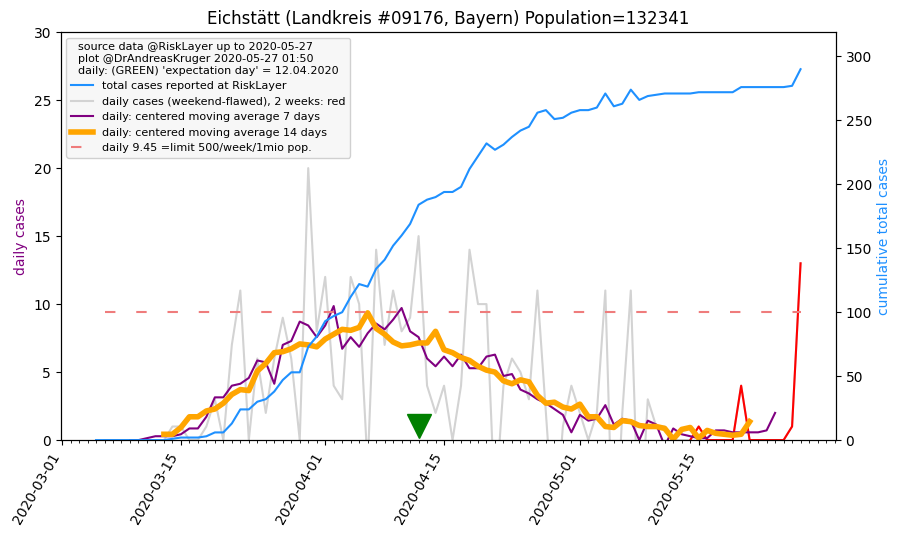 Eichstätt (Landkreis #09176, Bayern) Population=132341
source data @RiskLayer up to 2020-05-27
plot @DrAndreasKruger 2020-05-27 01:50
daily: (GREEN) 'expectation day' = 12.04.2020
total cases reported at RiskLayer
daily cases (weekend-flawed), 2 weeks: red
daily: centered moving average 7 days
daily: centered moving average 14 days
daily 9.45 =limit 500/week/1mio pop.
daily cases
30
25
20
15
10
5
0
cumulative total cases
300
250
200
150
100
50
0
2020-03-01
2020-03-15
2020-04-01
2020-04-15
2020-05-01
2020-05-15